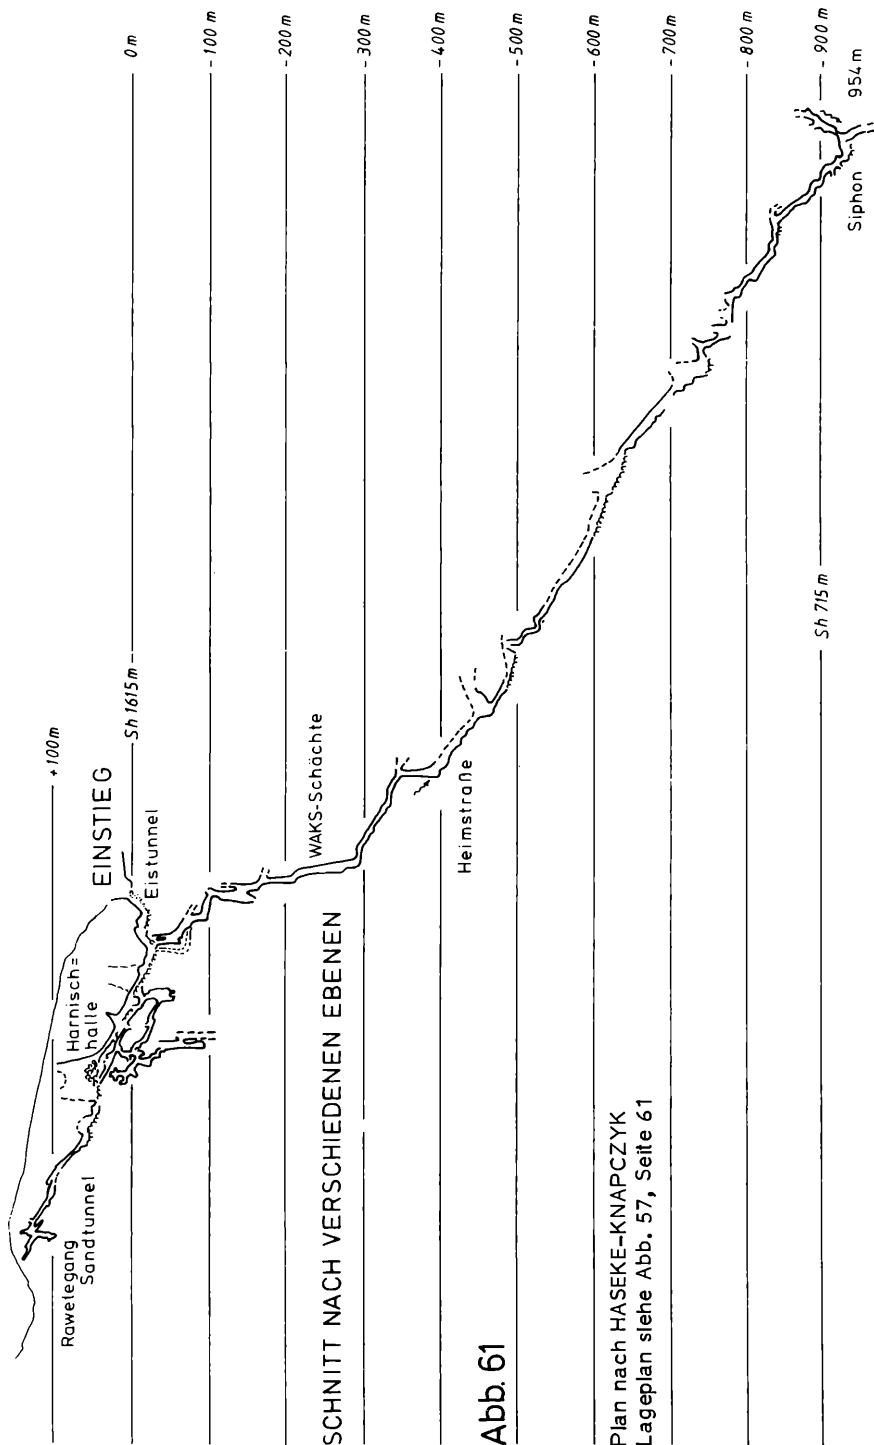 0 m
- 100 m
- 200 m
- 300 m
- 400 m
- 500 m
- 600 m
- 700 m
- 800 m
- 900 m
954 m
Siphon
+100 m
Sh 1615 m
Sh 715 m
EINSTIEG
Eistunnel
Harnisch=
halle
Rawetegang
Sandtunnel
WAKS-Schächte
Heimstraße
SCHNITT NACH VERSCHIEDENEN EBENEN
Abb. 61
Plan nach HASEKE-KNAPCZYK
Lageplan siehe Abb. 57, Seite 61